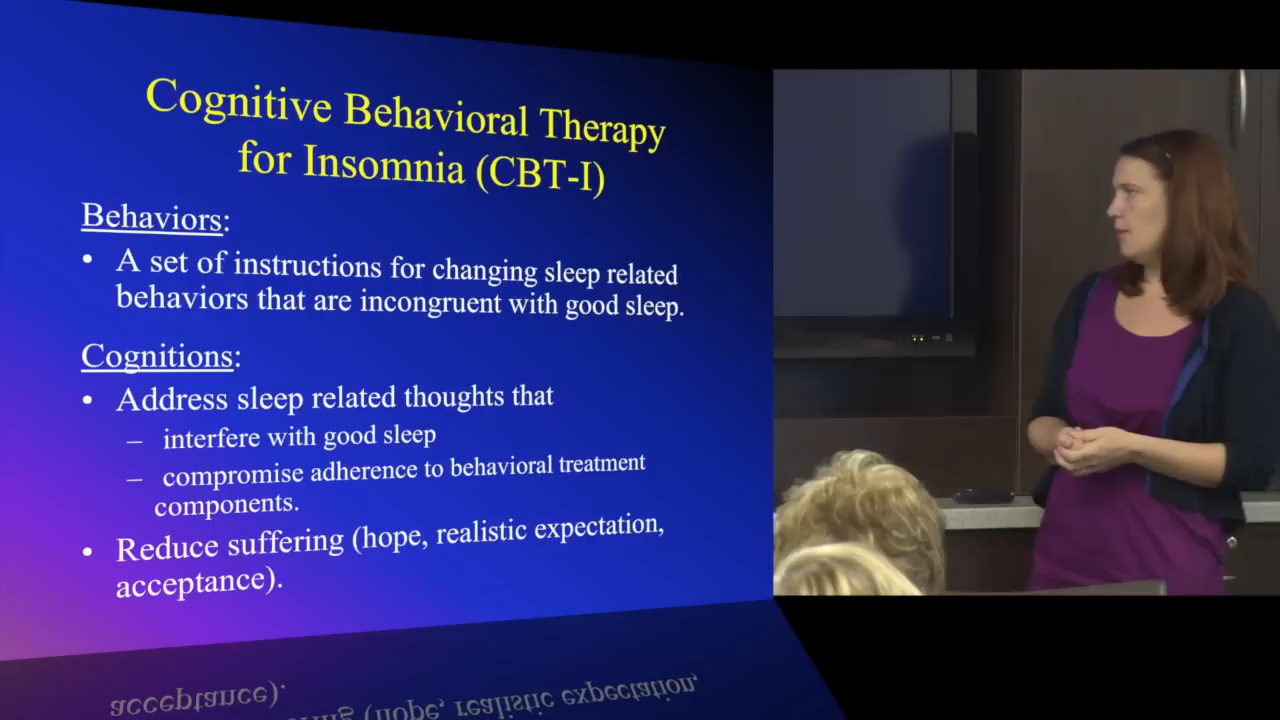 Cognitive Behavioral Therapy
for Insomnia (CBT-I)
Behaviors:
• A set of instructions for changing sleep related
behaviors that are incongruent with good sleep.
Cognitions:
• Address sleep related thoughts that
– interfere with good sleep
– compromise adherence to behavioral treatment
components.
• Reduce suffering (hope, realistic expectation,
acceptance).